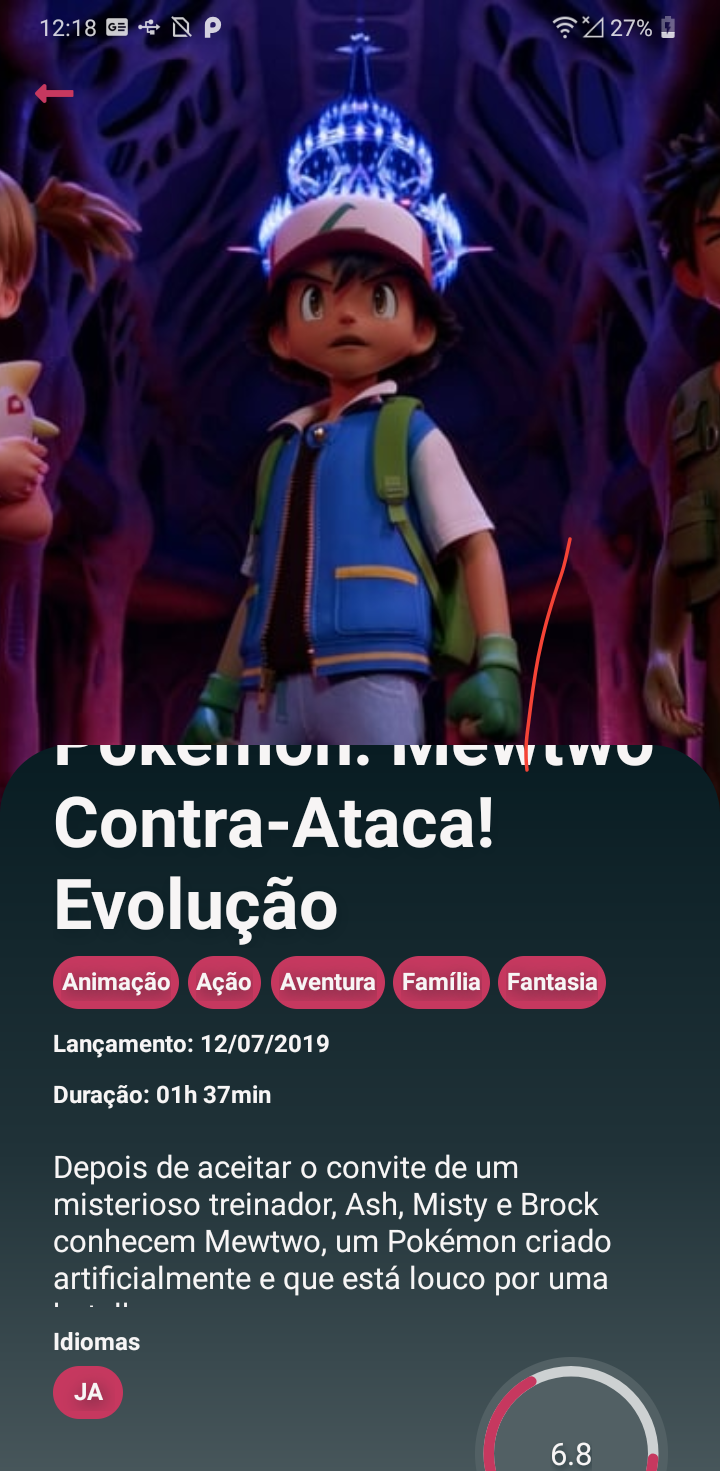 12:18 27%
Pokémon: Mewtwo
Contra-Ataca!
Evolução
Animação Ação Aventura Família Fantasia
Lançamento: 12/07/2019
Duração: 01h 37min
Depois de aceitar o convite de um
misterioso treinador, Ash, Misty e Brock
conhecem Mewtwo, um Pokémon criado
artificialmente e que está louco por uma
Idiomas
JA
6.8